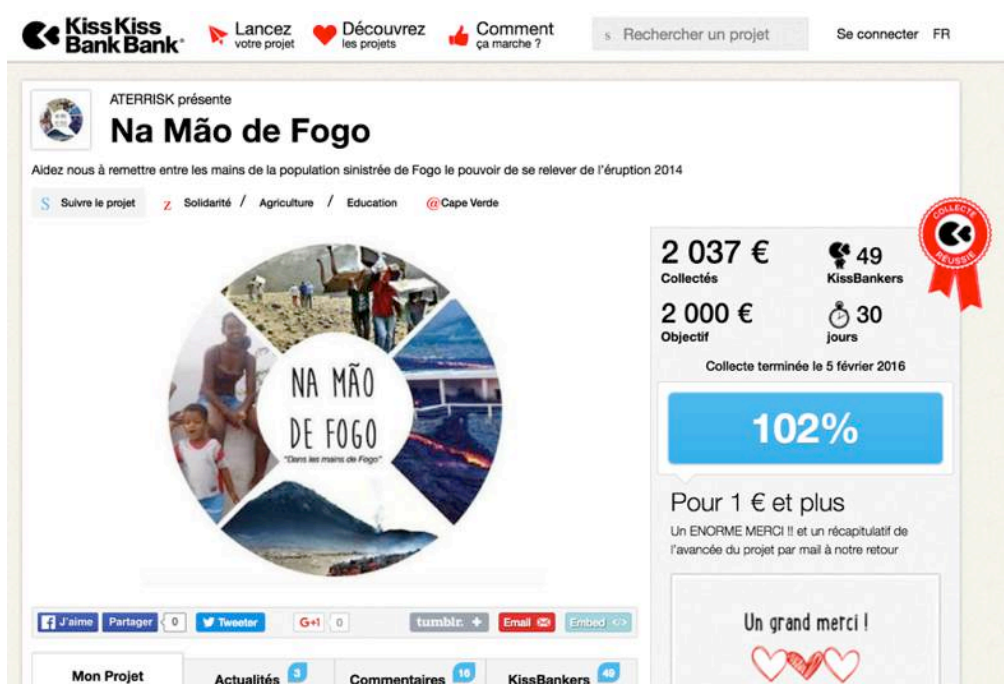 KissKiss
BankBank
Lancez
votre projet
Découvrez
les projets
Comment
ça marche ?
s Rechercher un projet
Se connecter FR
ATERRISK présente
Na Mão de Fogo
Aidez nous à remettre entre les mains de la population sinistrée de Fogo le pouvoir de se relever de l'éruption 2014
S Suivre le projet z Solidarité / Agriculture / Education @Cape Verde
NA MÃO
DE FOGO
"Dans les mains de Fogo"
COLLECTE
RÉUSSIE
2 037 €
Collectés
49
KissBankers
2 000 €
Objectif
30
jours
Collecte terminée le 5 février 2016
102%
Pour 1 € et plus
Un ENORME MERCI !! et un récapitulatif de
l'avancée du projet par mail à notre retour
Un grand merci !
J'aime Partager 0 Tweeter G+1 0 tumblr. + Email Embed <>
Mon Projet Actualités 3 Commentaires 16 KissBankers 49